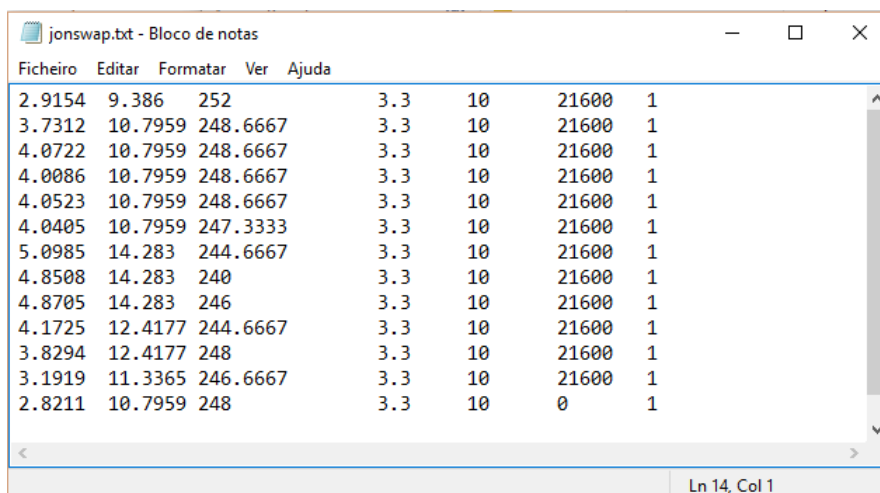 jonswap.txt - Bloco de notas
Ficheiro Editar Formatar Ver Ajuda
2.9154 9.386 252 3.3 10 21600 1
3.7312 10.7959 248.6667 3.3 10 21600 1
4.0722 10.7959 248.6667 3.3 10 21600 1
4.0086 10.7959 248.6667 3.3 10 21600 1
4.0523 10.7959 248.6667 3.3 10 21600 1
4.0405 10.7959 247.3333 3.3 10 21600 1
5.0985 14.283 244.6667 3.3 10 21600 1
4.8508 14.283 240 3.3 10 21600 1
4.8705 14.283 246 3.3 10 21600 1
4.1725 12.4177 244.6667 3.3 10 21600 1
3.8294 12.4177 248 3.3 10 21600 1
3.1919 11.3365 246.6667 3.3 10 21600 1
2.8211 10.7959 248 3.3 10 0 1
Ln 14, Col 1